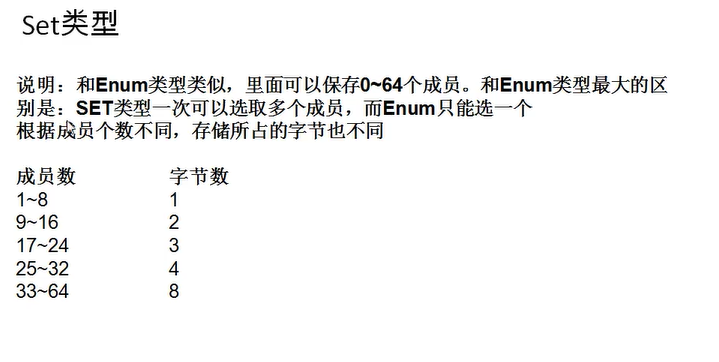 Set类型
说明：和Enum类型类似，里面可以保存0~64个成员。和Enum类型最大的区
别是：SET类型一次可以选取多个成员，而Enum只能选一个
根据成员个数不同，存储所占的字节也不同
成员数 字节数
1~8 1
9~16 2
17~24 3
25~32 4
33~64 8